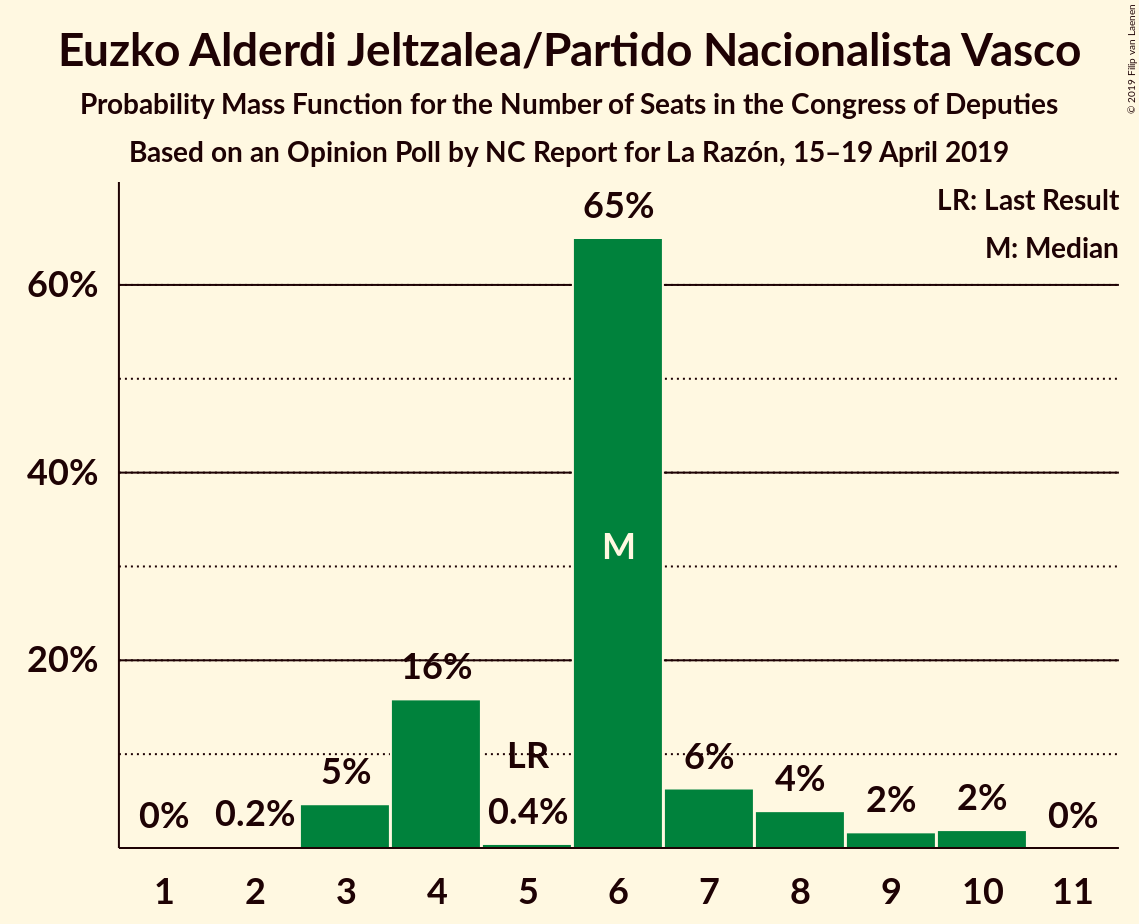 Euzko Alderdi Jeltzalea/Partido Nacionalista Vasco
Probability Mass Function for the Number of Seats in the Congress of Deputies
Based on an Opinion Poll by NC Report for La Razón, 15–19 April 2019
© 2019 Filip van Laenen
LR: Last Result
M: Median
60%
40%
20%
0%
0.2%
5%
16%
LR
0.4%
65%
M
6%
4%
2%
2%
0%
1 2 3 4 5 6 7 8 9 10 11